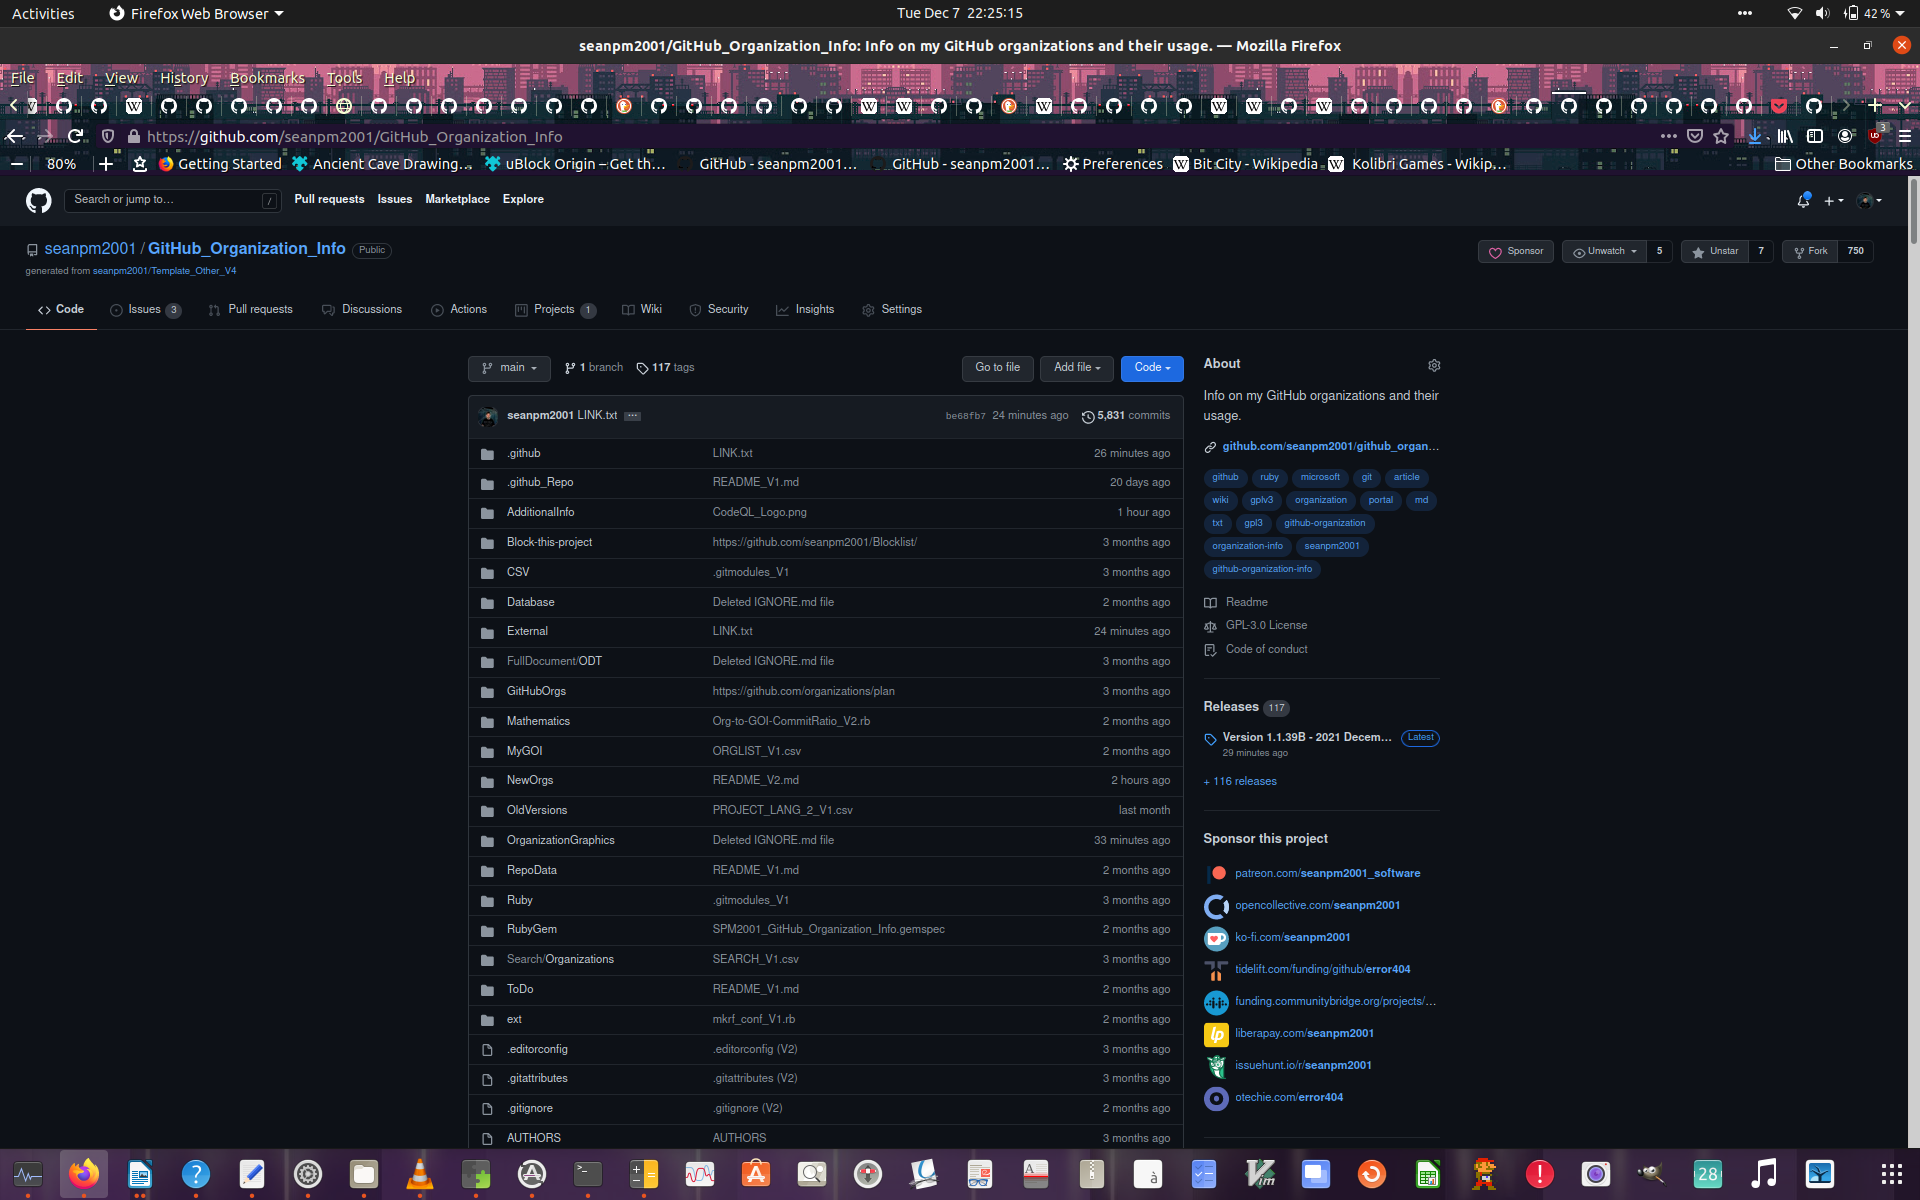 Activities
Firefox Web Browser
Tue Dec 7 22:25:15
42 %
seanpm2001/GitHub_Organization_Info: Info on my GitHub organizations and their usage. — Mozilla Firefox
File Edit View History Bookmarks Tools Help
https://github.com/seanpm2001/GitHub_Organization_Info
3
80%
Getting Started
Ancient Cave Drawing…
uBlock Origin – Get th…
GitHub - seanpm2001…
GitHub - seanpm2001…
Preferences
Bit City - Wikipedia
Kolibri Games - Wikip…
Other Bookmarks
Search or jump to…
/
Pull requests
Issues
Marketplace
Explore
seanpm2001 / GitHub_Organization_Info
Public
generated from seanpm2001/Template_Other_V4
Sponsor
Unwatch 5
Unstar 7
Fork 750
Code
Issues 3
Pull requests
Discussions
Actions
Projects 1
Wiki
Security
Insights
Settings
main
1 branch
117 tags
Go to file
Add file
Code
seanpm2001 LINK.txt ...
be68fb7 24 minutes ago
5,831 commits
.github LINK.txt 26 minutes ago
.github_Repo README_V1.md 20 days ago
AdditionalInfo CodeQL_Logo.png 1 hour ago
Block-this-project https://github.com/seanpm2001/Blocklist/ 3 months ago
CSV .gitmodules_V1 3 months ago
Database Deleted IGNORE.md file 2 months ago
External LINK.txt 24 minutes ago
FullDocument/ODT Deleted IGNORE.md file 3 months ago
GitHubOrgs https://github.com/organizations/plan 3 months ago
Mathematics Org-to-GOI-CommitRatio_V2.rb 2 months ago
MyGOI ORGLIST_V1.csv 2 months ago
NewOrgs README_V2.md 2 hours ago
OldVersions PROJECT_LANG_2_V1.csv last month
OrganizationGraphics Deleted IGNORE.md file 33 minutes ago
RepoData README_V1.md 2 months ago
Ruby .gitmodules_V1 3 months ago
RubyGem SPM2001_GitHub_Organization_Info.gemspec 2 months ago
Search/Organizations SEARCH_V1.csv 3 months ago
ToDo README_V1.md 2 months ago
ext mkrf_conf_V1.rb 2 months ago
.editorconfig .editorconfig (V2) 3 months ago
.gitattributes .gitattributes (V2) 3 months ago
.gitignore .gitignore (V2) 2 months ago
AUTHORS AUTHORS 3 months ago
About
Info on my GitHub organizations and their
usage.
github.com/seanpm2001/github_organ…
github ruby microsoft git article
wiki gplv3 organization portal md
txt gpl3 github-organization
organization-info seanpm2001
github-organization-info
Readme
GPL-3.0 License
Code of conduct
Releases 117
Version 1.1.39B - 2021 Decem… Latest
29 minutes ago
+ 116 releases
Sponsor this project
patreon.com/seanpm2001_software
opencollective.com/seanpm2001
ko-fi.com/seanpm2001
tidelift.com/funding/github/error404
funding.communitybridge.org/projects/…
liberapay.com/seanpm2001
issuehunt.io/r/seanpm2001
otechie.com/error404
28